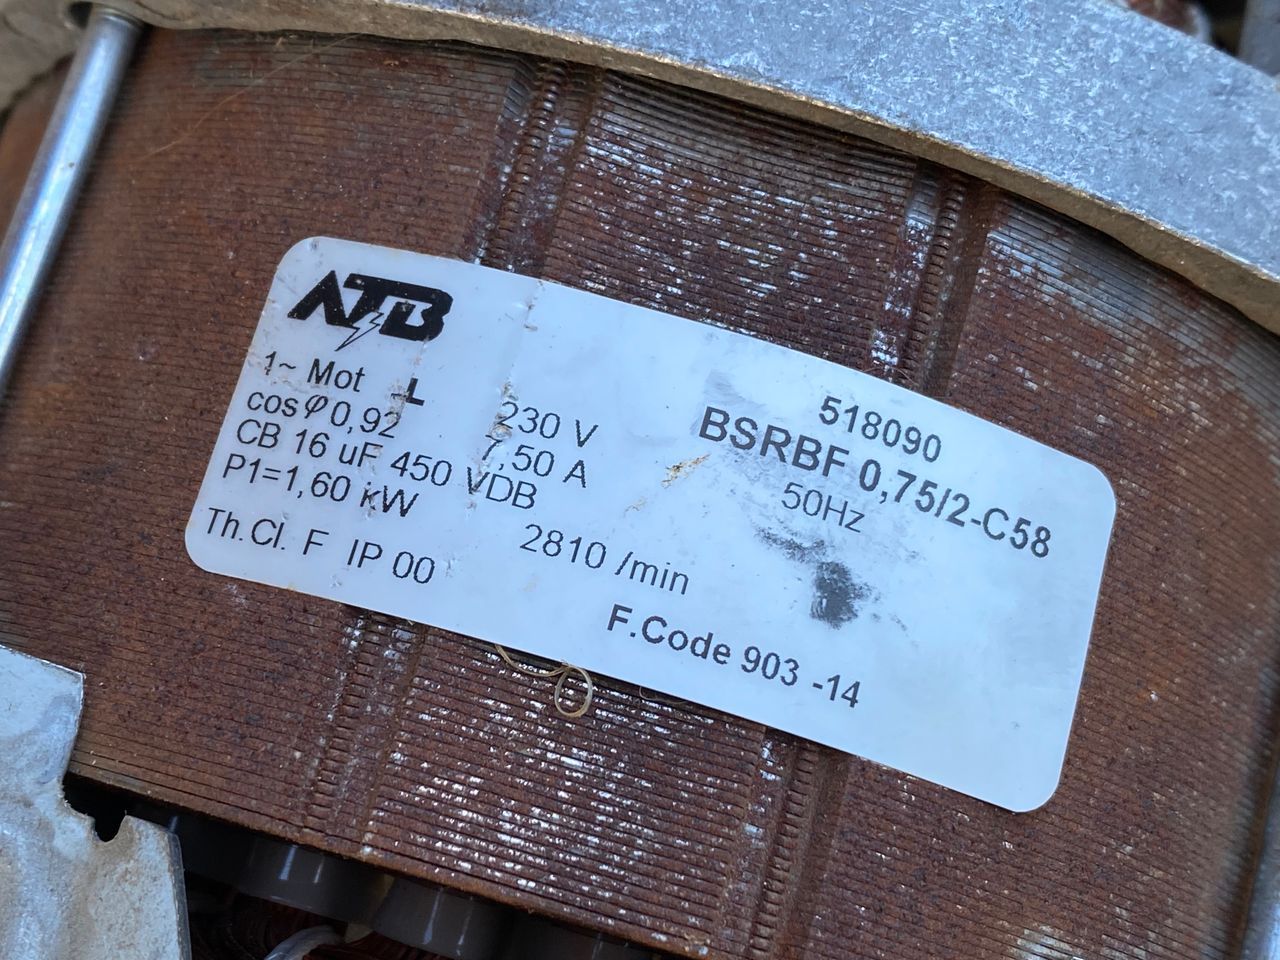 ATB
518090
1~ Mot L
BSRBF 0,75/2-C58
cosφ 0,92 230 V 50Hz
CB 16 uF 450 VDB 7,50 A
P1=1,60 kW 2810 /min
Th.Cl. F IP 00
F.Code 903 -14